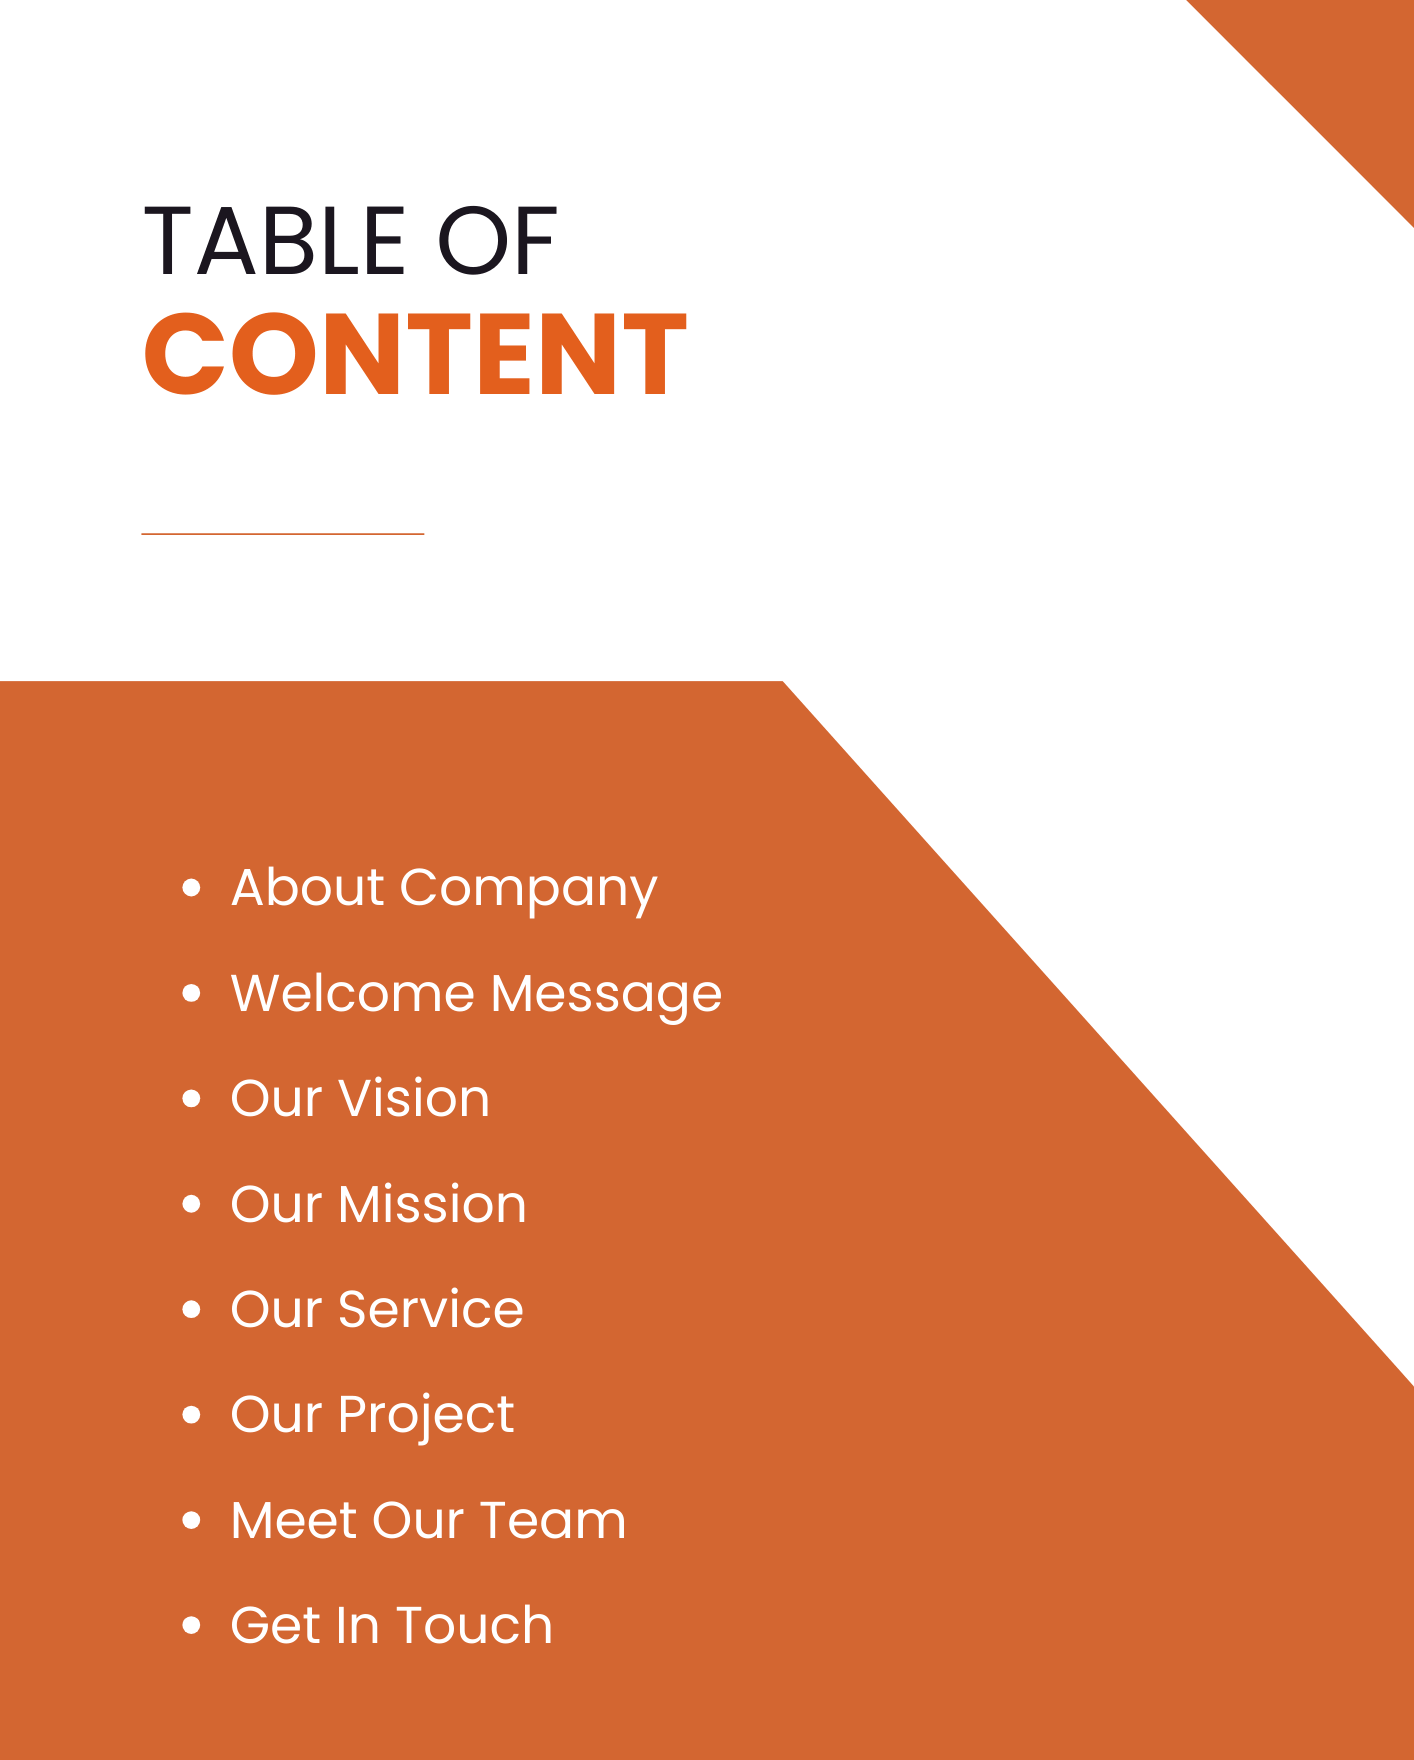 TABLE OF
CONTENT
• About Company
• Welcome Message
• Our Vision
• Our Mission
• Our Service
• Our Project
• Meet Our Team
• Get In Touch